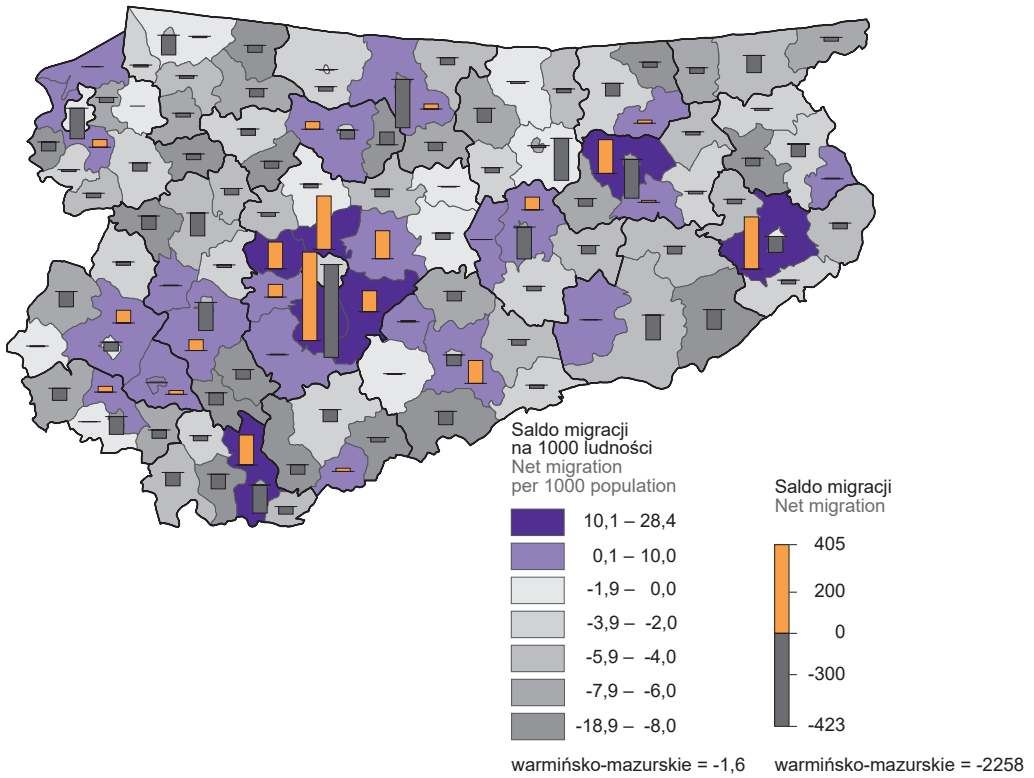 Saldo migracji
na 1000 ludności
Net migration
per 1000 population
10,1 – 28,4
0,1 – 10,0
-1,9 – 0,0
-3,9 – -2,0
-5,9 – -4,0
-7,9 – -6,0
-18,9 – -8,0
warmińsko-mazurskie = -1,6
Saldo migracji
Net migration
405
200
0
-300
-423
warmińsko-mazurskie = -2258